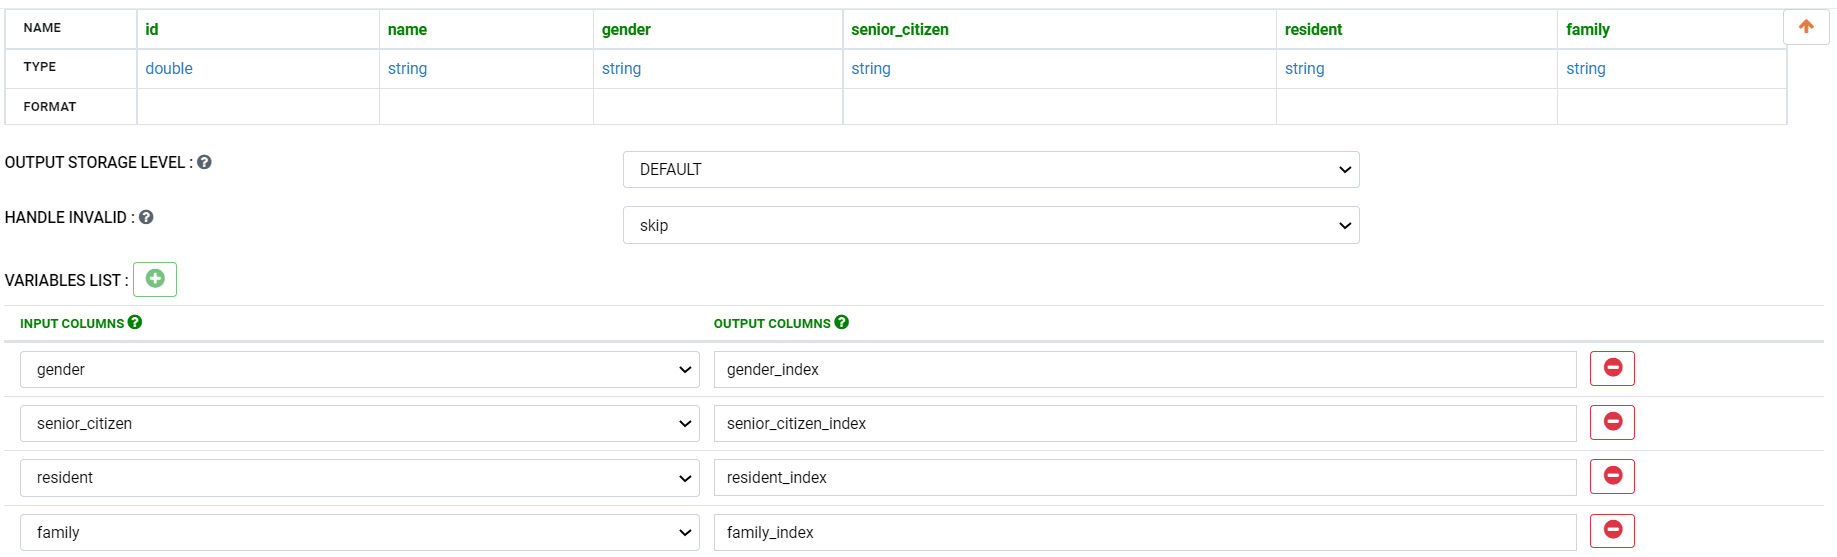 NAME id name gender senior_citizen resident family
TYPE double string string string string string
FORMAT
OUTPUT STORAGE LEVEL : ? DEFAULT
HANDLE INVALID : ? skip
VARIABLES LIST :
INPUT COLUMNS ? OUTPUT COLUMNS ?
gender gender_index
senior_citizen senior_citizen_index
resident resident_index
family family_index